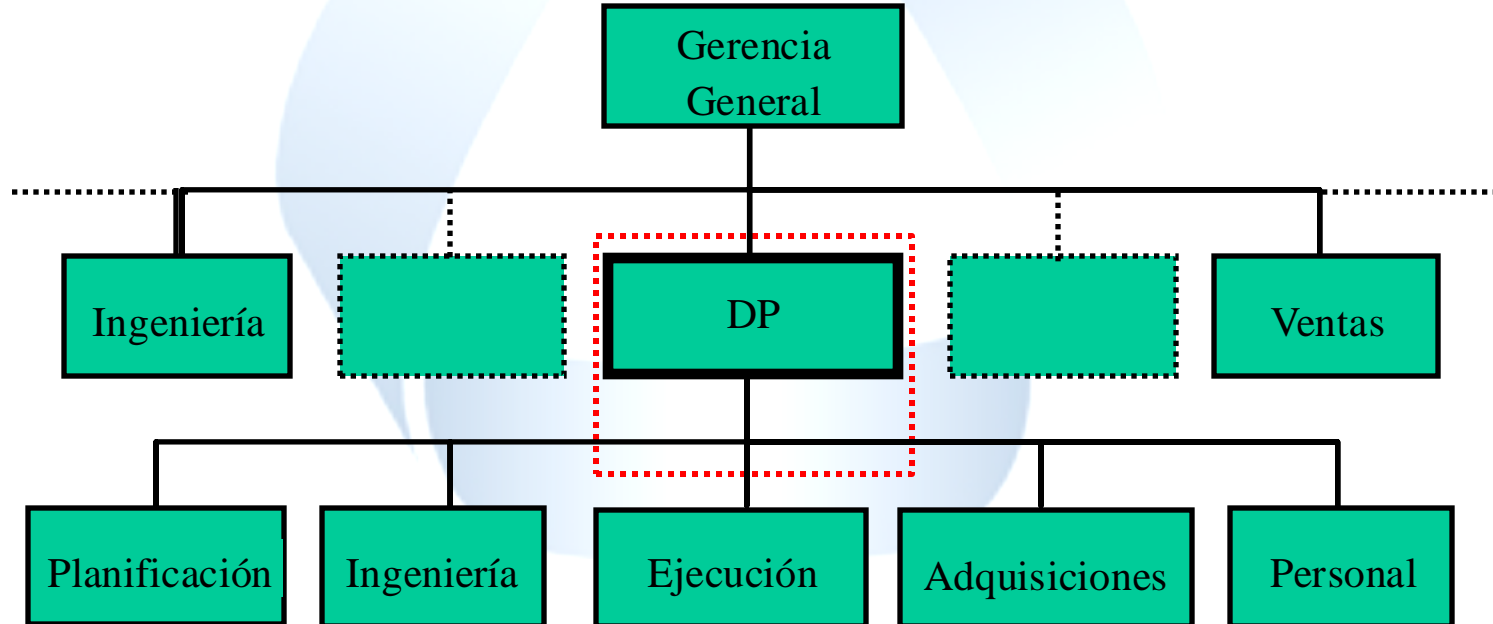 Gerencia
General
Ingeniería
DP
Ventas
Planificación
Ingeniería
Ejecución
Adquisiciones
Personal